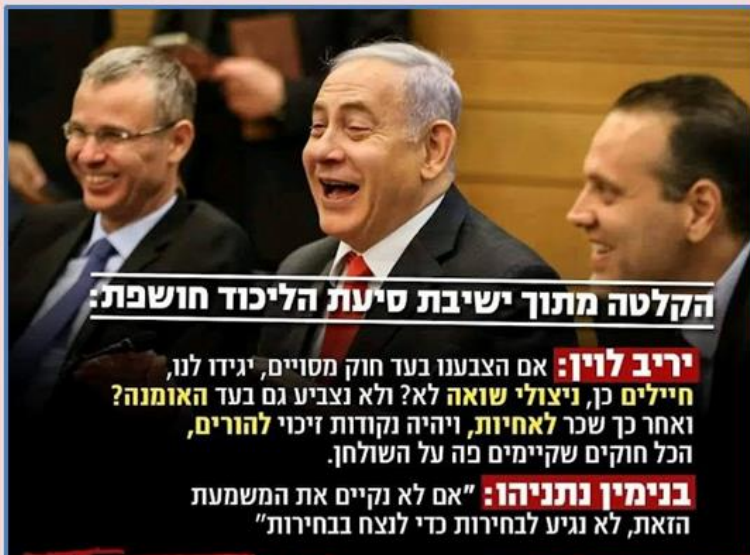 הקלטה מתוך ישיבת סיעת הליכוד חושפת:
יריב לוין: אם הצבענו בעד חוק מסויים, יגידו לנו,
חיילים כן, ניצולי שואה לא? ולא נצביע גם בעד האומנה?
ואחר כך שכר לאחיות, ויהיה נקודות זיכוי להורים,
הכל חוקים שקיימים פה על השולחן.
בנימין נתניהו: "אם לא נקיים את המשמעת
הזאת, לא נגיע לבחירות כדי לנצח בבחירות"